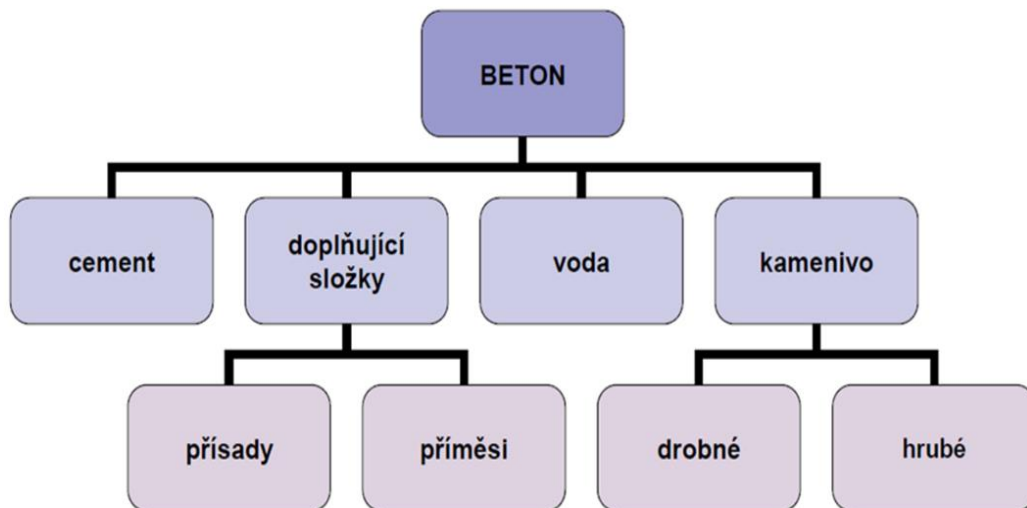 BETON
cement
doplňující
složky
voda
kamenivo
přísady
příměsi
drobné
hrubé